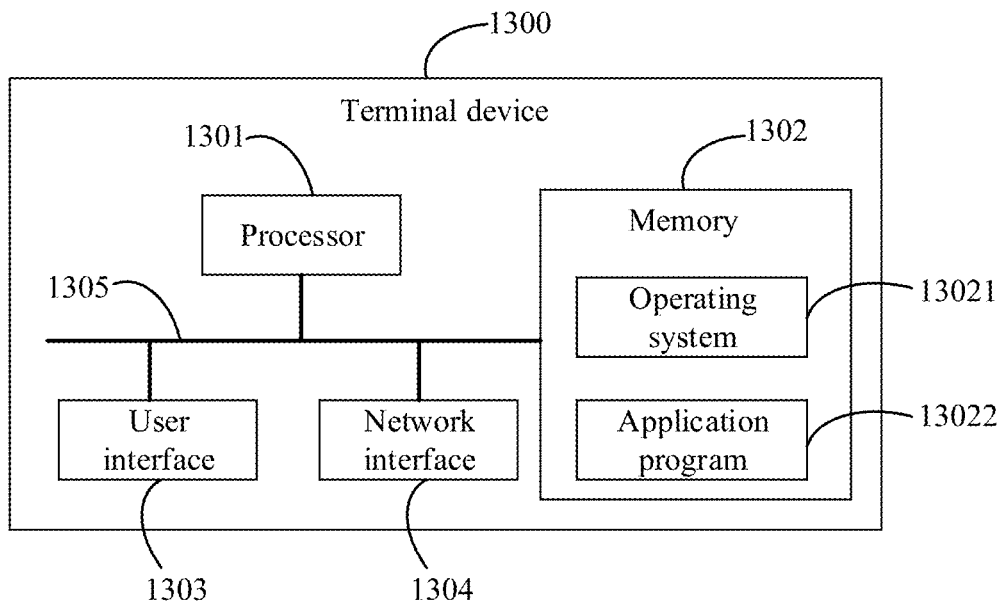 1300
Terminal device
1301
1302
Processor
Memory
1305
Operating
system
13021
User
interface
Network
interface
Application
program
13022
1303
1304